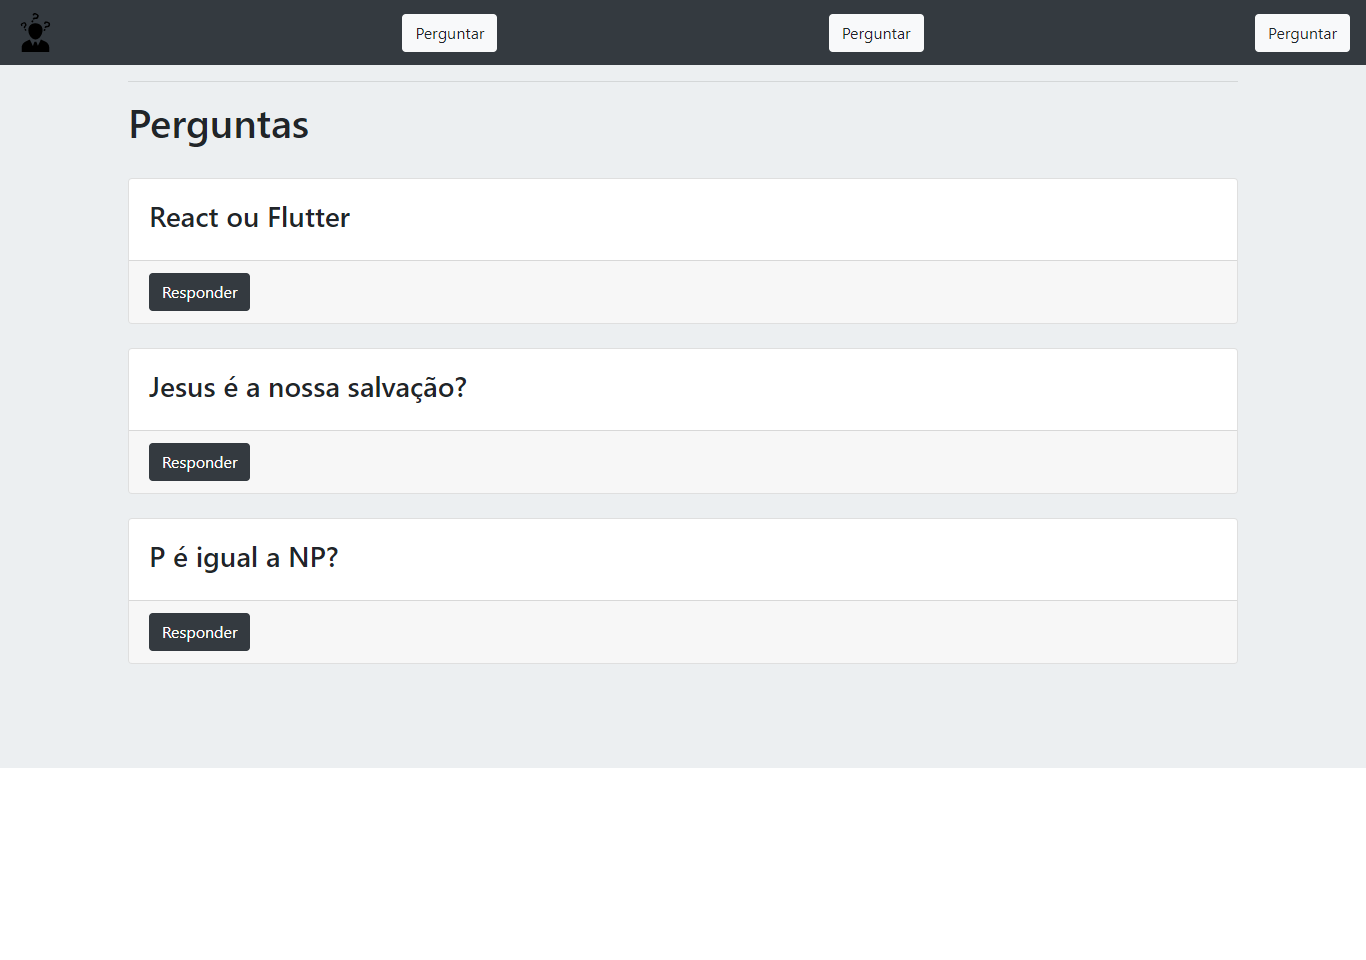 Perguntar Perguntar Perguntar
Perguntas
React ou Flutter
Responder
Jesus é a nossa salvação?
Responder
P é igual a NP?
Responder